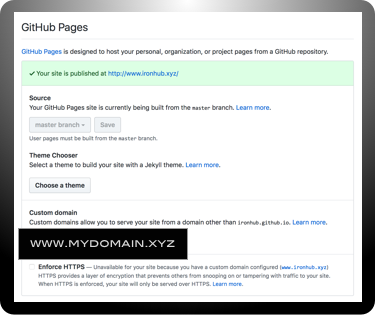 GitHub Pages
GitHub Pages is designed to host your personal, organization, or project pages from a GitHub repository.
✓ Your site is published at http://www.ironhub.xyz/
Source
Your GitHub Pages site is currently being built from the master branch. Learn more.
master branch Save
User pages must be built from the master branch.
Theme Chooser
Select a theme to build your site with a Jekyll theme. Learn more.
Choose a theme
Custom domain
Custom domains allow you to serve your site from a domain other than ironhub.github.io. Learn more.
WWW.MYDOMAIN.XYZ
Enforce HTTPS — Unavailable for your site because you have a custom domain configured (www.ironhub.xyz)
HTTPS provides a layer of encryption that prevents others from snooping on or tampering with traffic to your site.
When HTTPS is enforced, your site will only be served over HTTPS. Learn more.